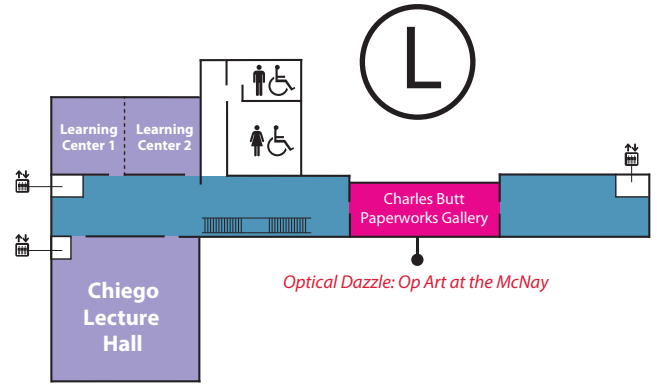 L
Learning
Center 1
Learning
Center 2
Charles Butt
Paperworks Gallery
Optical Dazzle: Op Art at the McNay
Chiego
Lecture
Hall